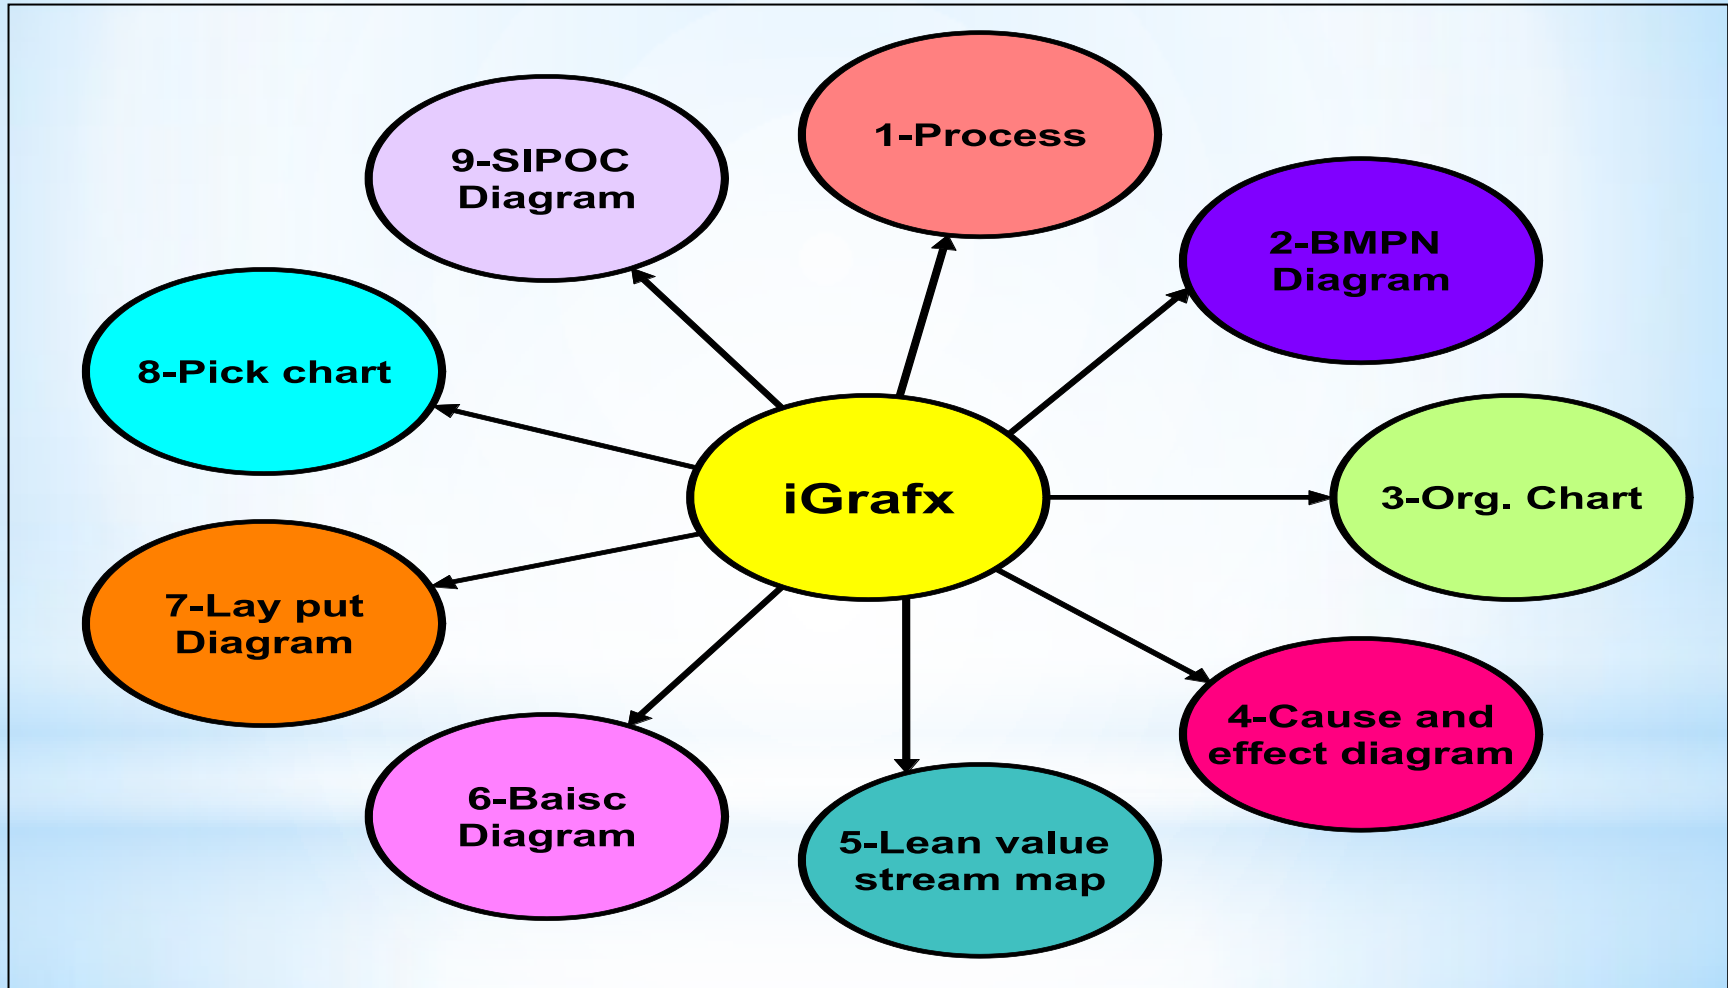 1-Process
2-BMPN
Diagram
3-Org. Chart
4-Cause and
effect diagram
5-Lean value
stream map
6-Baisc
Diagram
7-Lay put
Diagram
8-Pick chart
9-SIPOC
Diagram
iGrafx